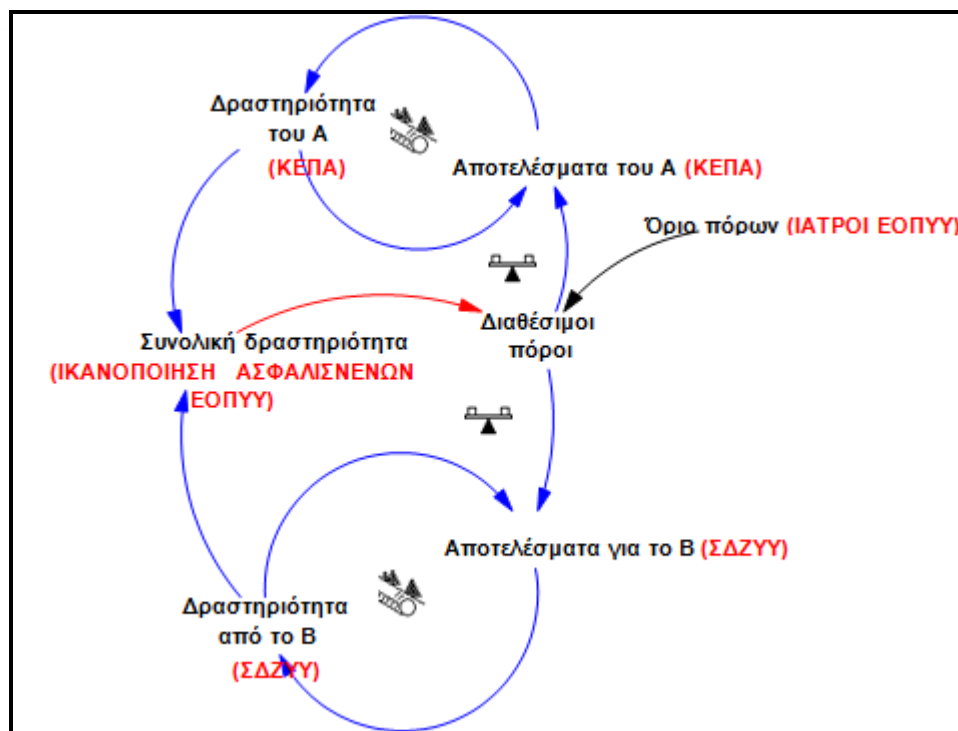 Δραστηριότητα
του Α
(ΚΕΠΑ)
Αποτελέσματα του Α (ΚΕΠΑ)
Όριο πόρων (ΙΑΤΡΟΙ ΕΟΠΥΥ)
Διαθέσιμοι
πόροι
Συνολική δραστηριότητα
(ΙΚΑΝΟΠΟΙΗΣΗ ΑΣΦΑΛΙΣΝΕΝΩΝ
ΕΟΠΥΥ)
Αποτελέσματα για το Β (ΣΔΖΥΥ)
Δραστηριότητα
από το Β
(ΣΔΖΥΥ)